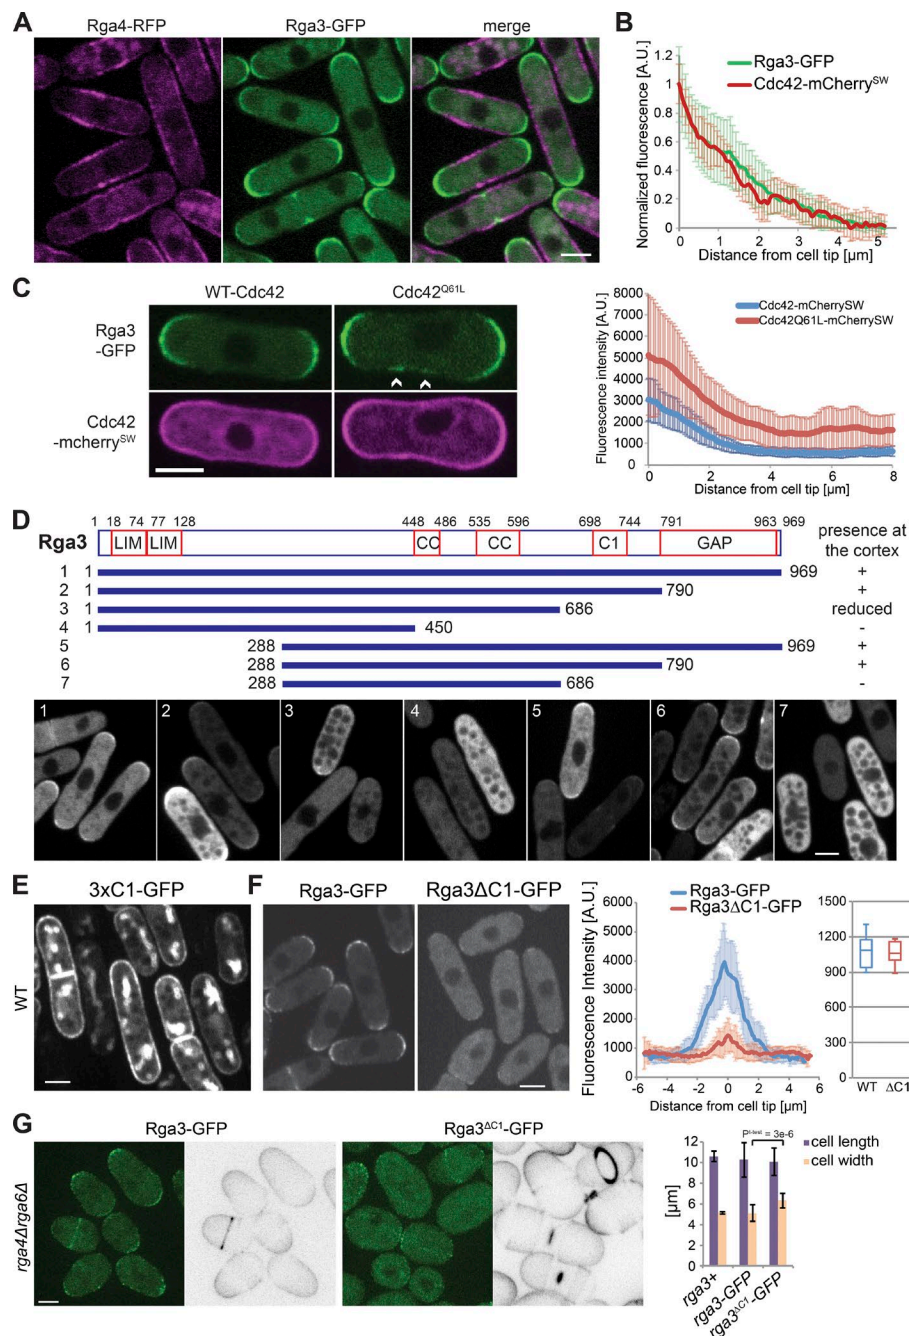 A
Rga4-RFP
Rga3-GFP
merge
B
1.2
1
0.8
0.6
0.4
0.2
0
Normalized fluorescence [A.U.]
Rga3-GFP
Cdc42-mCherrySW
0 1 2 3 4 5
Distance from cell tip [µm]
C
WT-Cdc42
Cdc42Q61L
Rga3
-GFP
Cdc42
-mcherrySW
8000
7000
6000
5000
4000
3000
2000
1000
0
Fluorescence intensity [A.U.]
Cdc42-mCherrySW
Cdc42Q61L-mCherrySW
0 2 4 6 8
Distance from cell tip [µm]
D
1 18 74 77 128 448 486 535 596 698 744 791 963 969
Rga3 LIM LIM CC CC C1 GAP
presence at
the cortex
1 1 969 +
2 1 790 +
3 1 686 reduced
4 1 450 -
5 288 969 +
6 288 790 +
7 288 686 -
1 2 3 4 5 6 7
E
3xC1-GFP
WT
F
Rga3-GFP
Rga3ΔC1-GFP
6000
5000
4000
3000
2000
1000
0
Fluorescence Intensity [A.U.]
Rga3-GFP
Rga3ΔC1-GFP
-6 -4 -2 0 2 4 6
Distance from cell tip [µm]
1500
1200
900
600
300
0
WT ΔC1
G
Rga3-GFP
Rga3ΔC1-GFP
rga4Δrga6Δ
Pt-test = 3e-6
cell length
cell width
12
10
8
6
4
2
0
[µm]
rga3+
rga3-GFP
rga3ΔC1-GFP